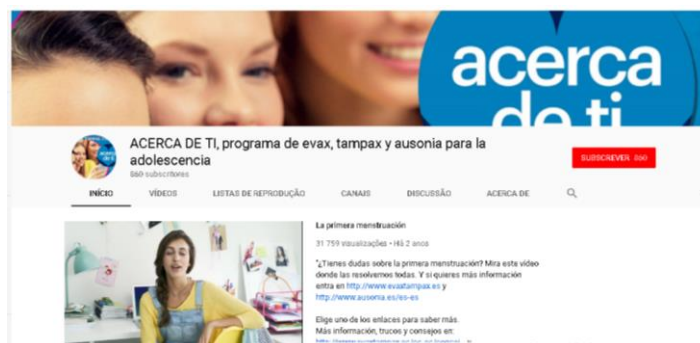 acerca
de ti
ACERCA DE TI, programa de evax, tampax y ausonia para la
adolescencia
860 subscritores
SUBSCREVER 860
INÍCIO VÍDEOS LISTAS DE REPRODUÇÃO CANAIS DISCUSSÃO ACERCA DE
La primera menstruación
31 759 visualizações • Há 2 anos
"¿Tienes dudas sobre la primera menstruación? Mira este vídeo
donde las resolvemos todas. Y si quieres más información
entra en http://www.evaxtampax.es y
http://www.ausonia.es/es-es
Elige uno de los enlaces para saber más.
Más información, trucos y consejos en: